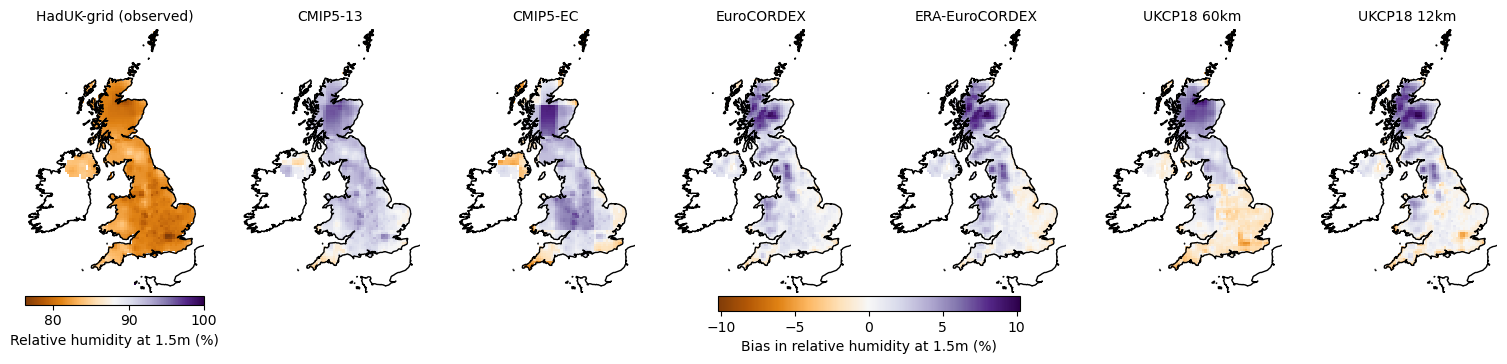 HadUK-grid (observed) CMIP5-13 CMIP5-EC EuroCORDEX ERA-EuroCORDEX UKCP18 60km UKCP18 12km
80 90 100
Relative humidity at 1.5m (%)
−10 −5 0 5 10
Bias in relative humidity at 1.5m (%)